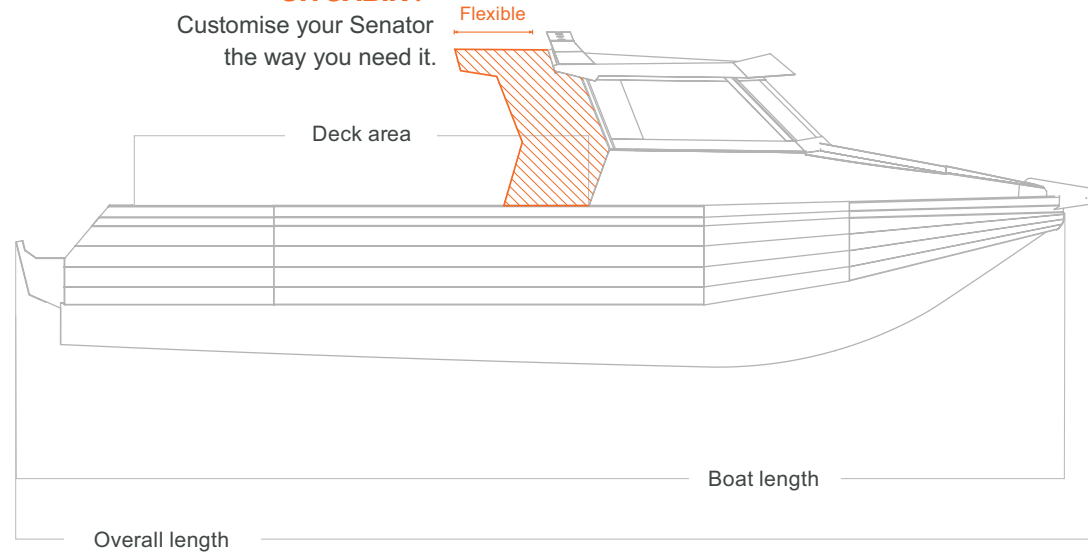 Customise your Senator
the way you need it.
Flexible
Deck area
Boat length
Overall length